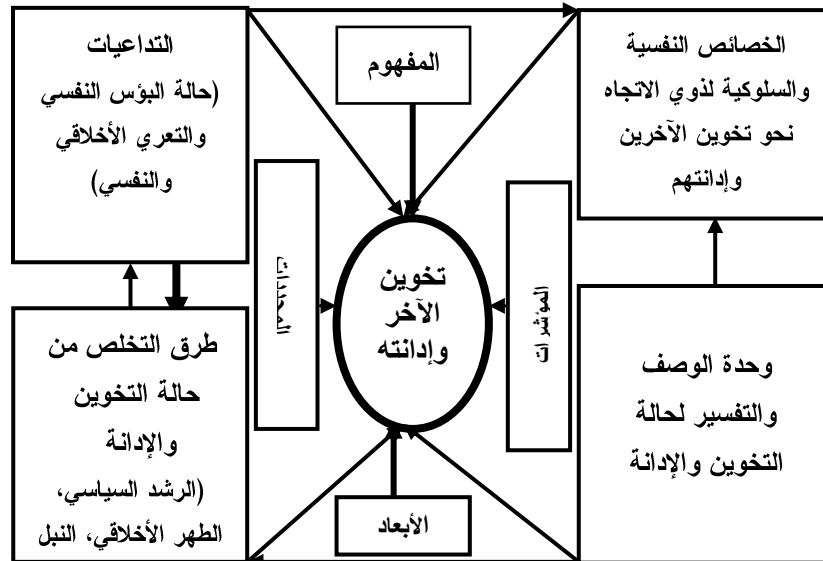 الخصائص النفسية
والسلوكية لذوي الاتجاه
نحو تخوين الآخرين
وإدانتهم
المفهوم
التداعيات
(حالة البؤس النفسي
والتعري الأخلاقي
والنفسي)
المؤشرات
تخوين
الآخر
وإدانته
المحددات
وحدة الوصف
والتفسير لحالة
التخوين والإدانة
الأبعاد
طرق التخلص من
حالة التخوين
والإدانة
(الرشد السياسي،
الطهر الأخلاقي، النبل